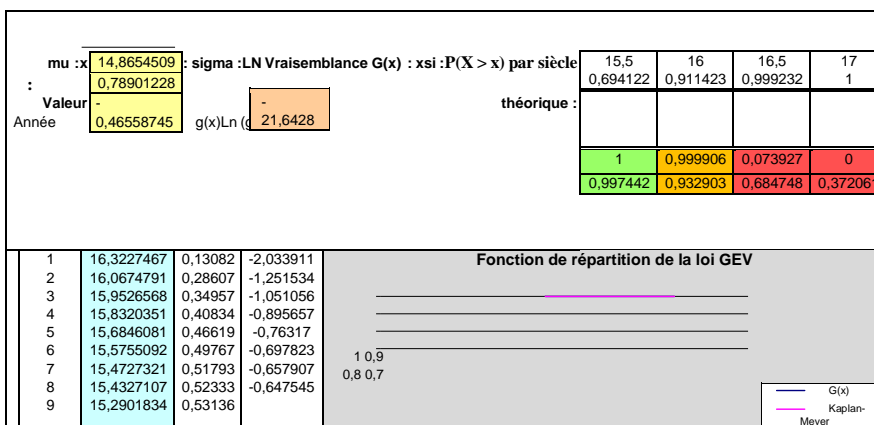 mu :x 14,8654509 : sigma :LN Vraisemblance G(x) : xsi :P(X > x) par siècle 15,5 16 16,5 17
: 0,78901228 0,694122 0,911423 0,999232 1
Valeur - - théorique :
Année 0,46558745 g(x)Ln (g 21,6428
1 0,999906 0,073927 0
0,997442 0,932903 0,684748 0,372061
1 16,3227467 0,13082 -2,033911 Fonction de répartition de la loi GEV
2 16,0674791 0,28607 -1,251534
3 15,9526568 0,34957 -1,051056
4 15,8320351 0,40834 -0,895657
5 15,6846081 0,46619 -0,76317
6 15,5755092 0,49767 -0,697823 1 0,9
7 15,4727321 0,51793 -0,657907 0,8 0,7
8 15,4327107 0,52333 -0,647545 G(x)
9 15,2901834 0,53136 Kaplan-
Meyer